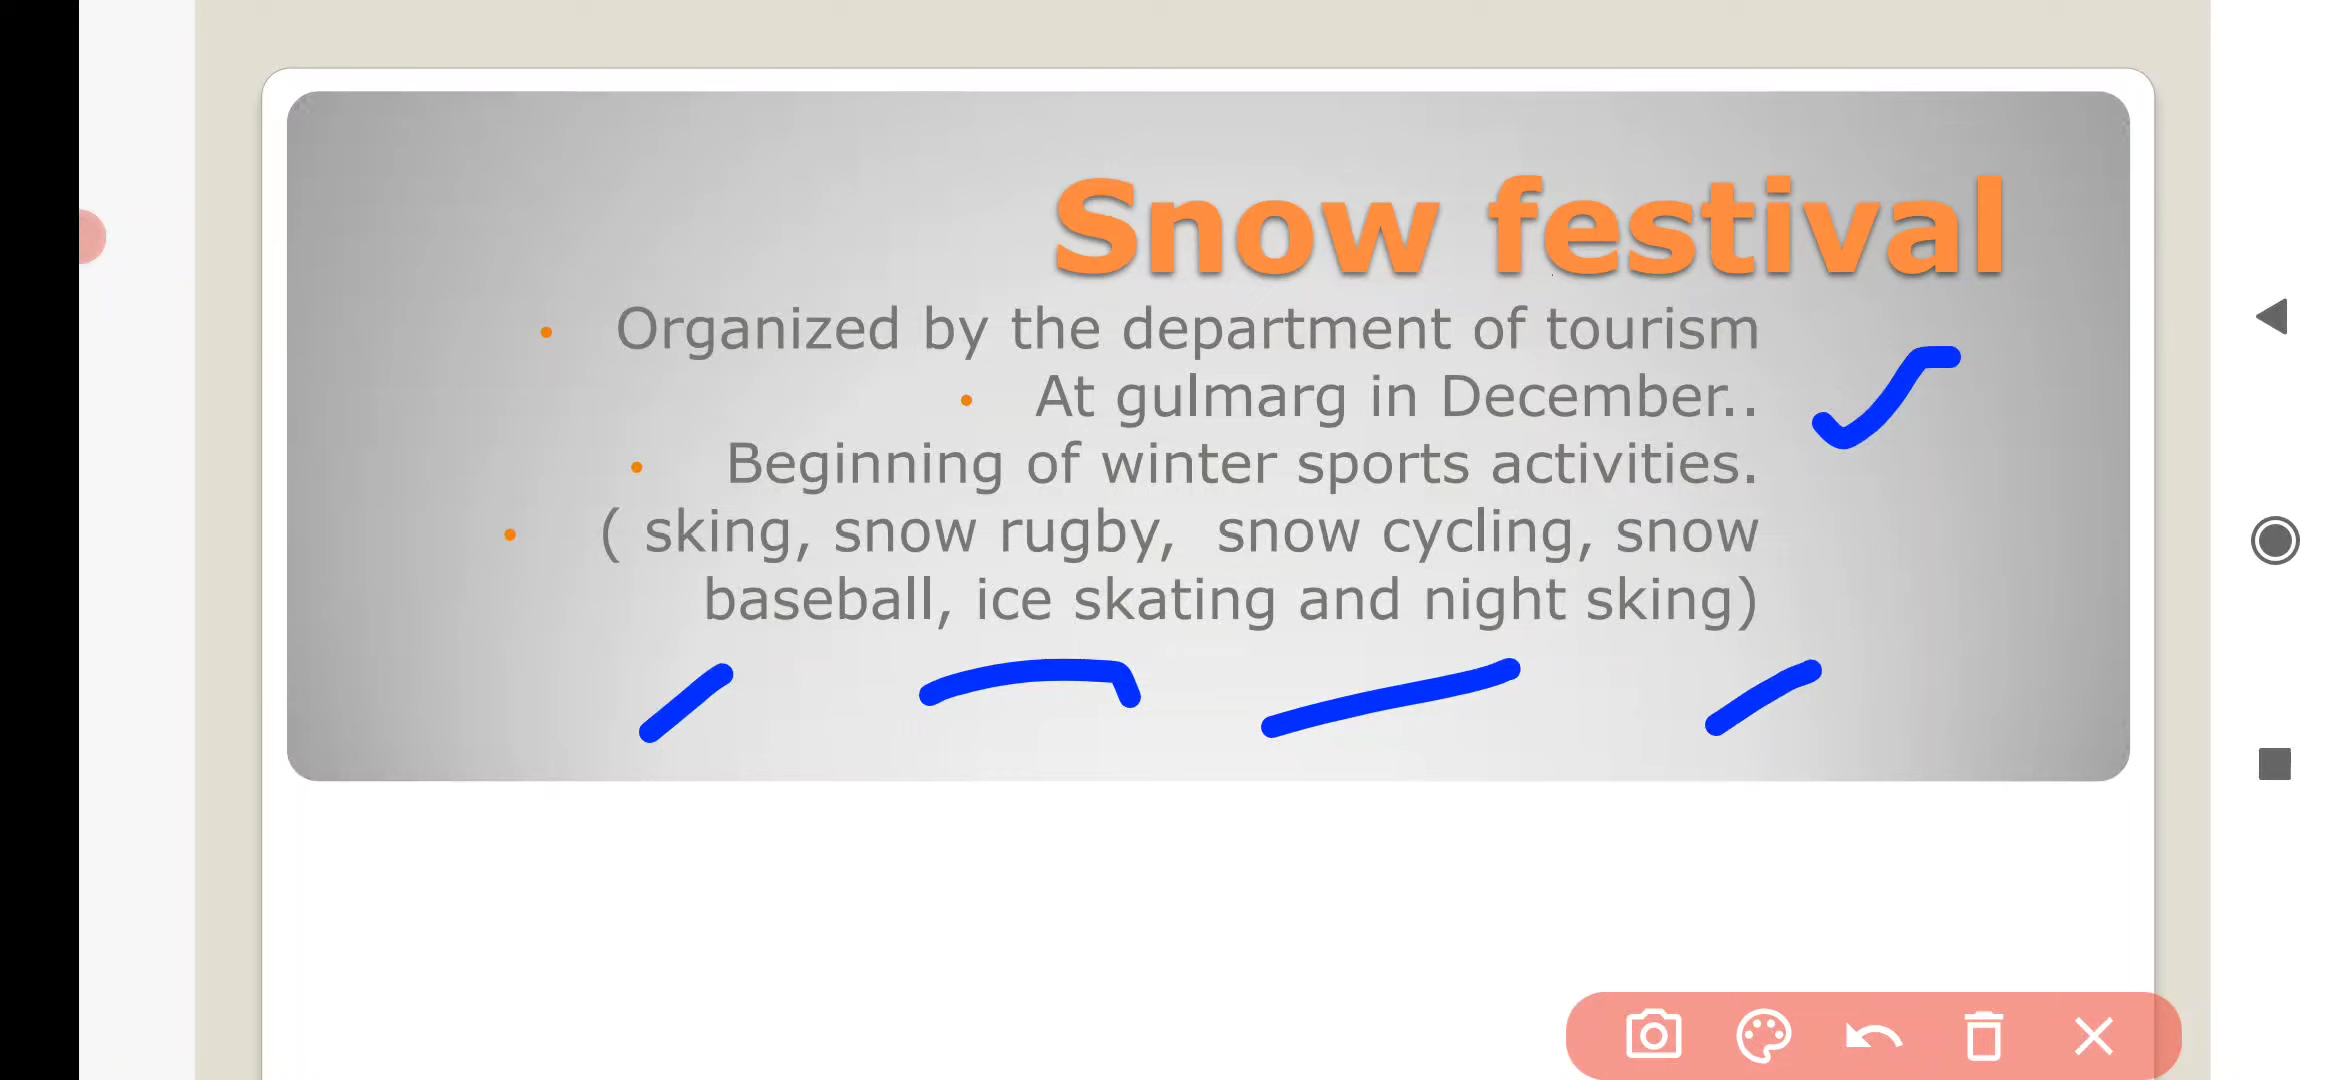 Snow festival
• Organized by the department of tourism
• At gulmarg in December..
• Beginning of winter sports activities.
• ( sking, snow rugby,  snow cycling, snow
baseball, ice skating and night sking)